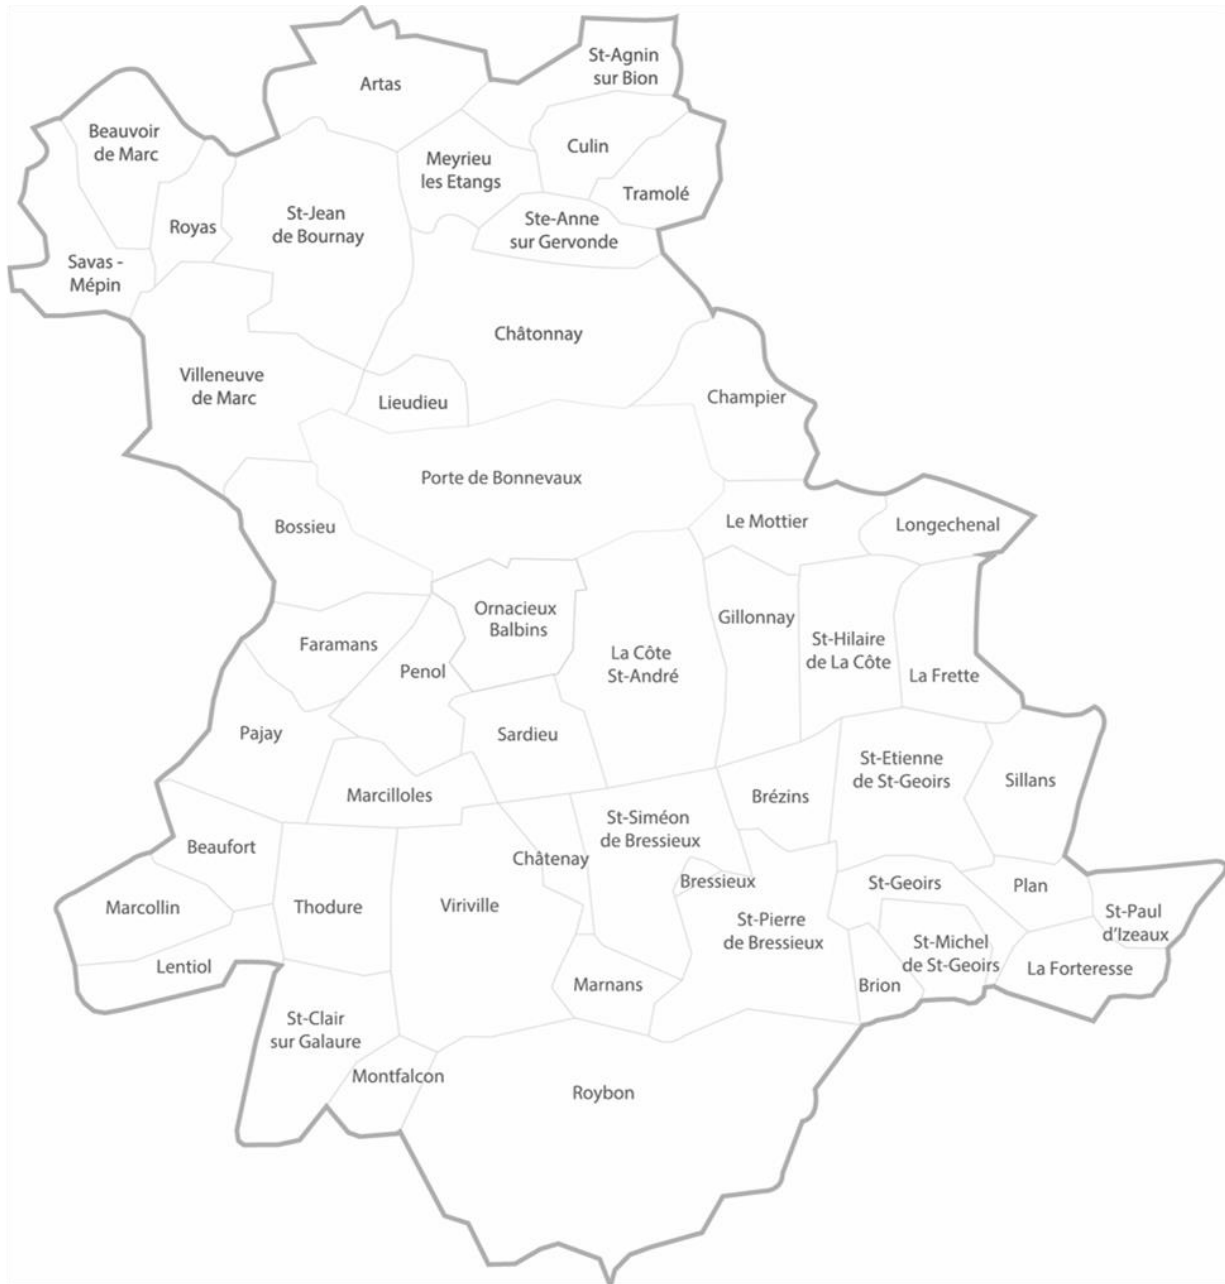 St-Agnin
sur Bion
Artas
Beauvoir
de Marc
Culin
Meyrieu
les Etangs
Tramolé
St-Jean
de Bournay
Ste-Anne
sur Gervonde
Royas
Savas -
Mépin
Châtonnay
Villeneuve
de Marc
Lieudieu
Champier
Porte de Bonnevaux
Bossieu
Le Mottier
Longechenal
Ornacieux
Balbins
Gillonnay
Faramans
Penol
La Côte
St-André
St-Hilaire
de La Côte
La Frette
Pajay
Sardieu
Marcilloles
Brézins
St-Etienne
de St-Geoirs
Sillans
St-Siméon
de Bressieux
Beaufort
Châtenay
Bressieux
St-Geoirs
Plan
Marcollin
Thodure
Viriville
St-Pierre
de Bressieux
St-Paul
d'Izeaux
St-Michel
de St-Geoirs
Lentiol
Marnans
Brion
La Forteresse
St-Clair
sur Galaure
Montfalcon
Roybon